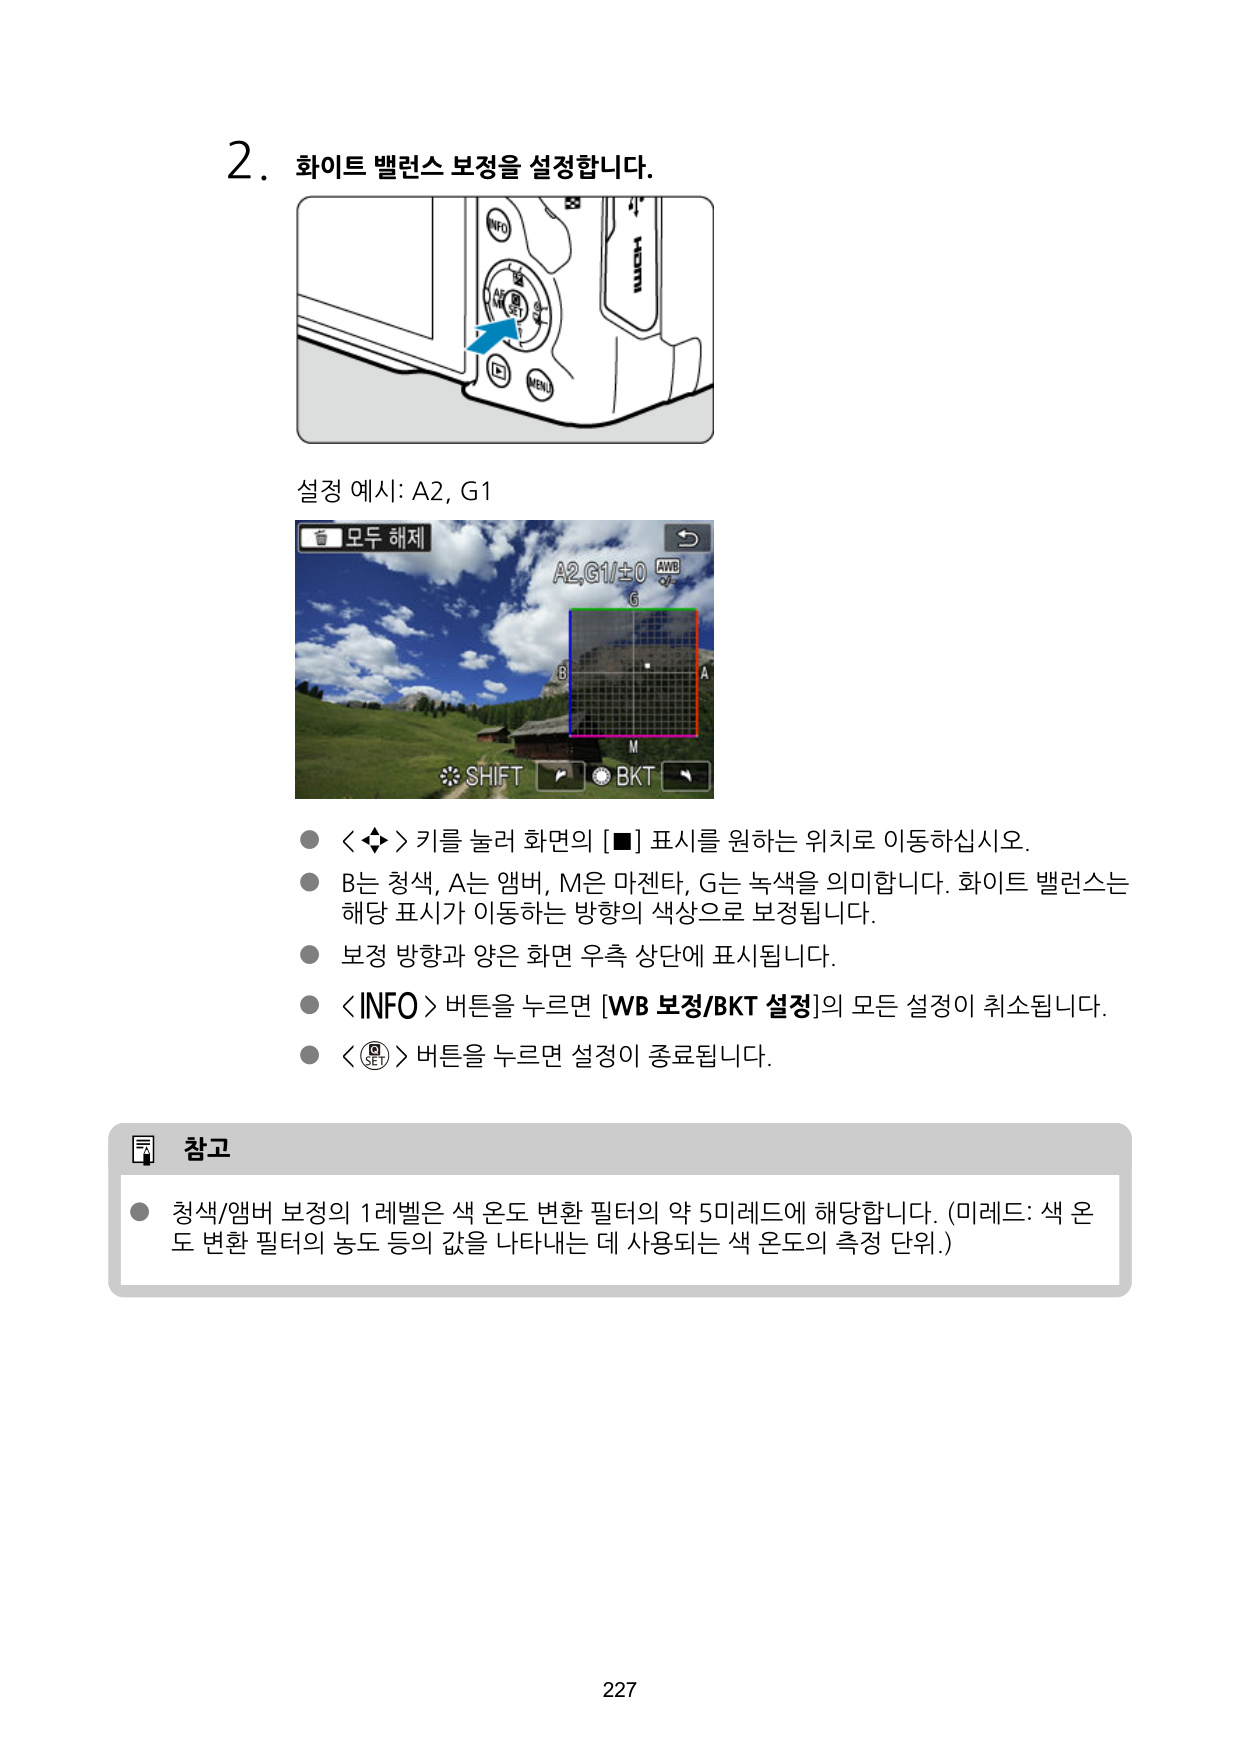 2. 화이트 밸런스 보정을 설정합니다.
INFO
HDMI
AF
SET
MENU
설정 예시: A2, G1
모두 해제
A2,G1/±0 AWB
G
B
A
M
SHIFT BKT
● < > 키를 눌러 화면의 [■] 표시를 원하는 위치로 이동하십시오.
● B는 청색, A는 앰버, M은 마젠타, G는 녹색을 의미합니다. 화이트 밸런스는
해당 표시가 이동하는 방향의 색상으로 보정됩니다.
● 보정 방향과 양은 화면 우측 상단에 표시됩니다.
● <INFO> 버튼을 누르면 [WB 보정/BKT 설정]의 모든 설정이 취소됩니다.
● <Q SET> 버튼을 누르면 설정이 종료됩니다.
참고
● 청색/앰버 보정의 1레벨은 색 온도 변환 필터의 약 5미레드에 해당합니다. (미레드: 색 온
도 변환 필터의 농도 등의 값을 나타내는 데 사용되는 색 온도의 측정 단위.)
227